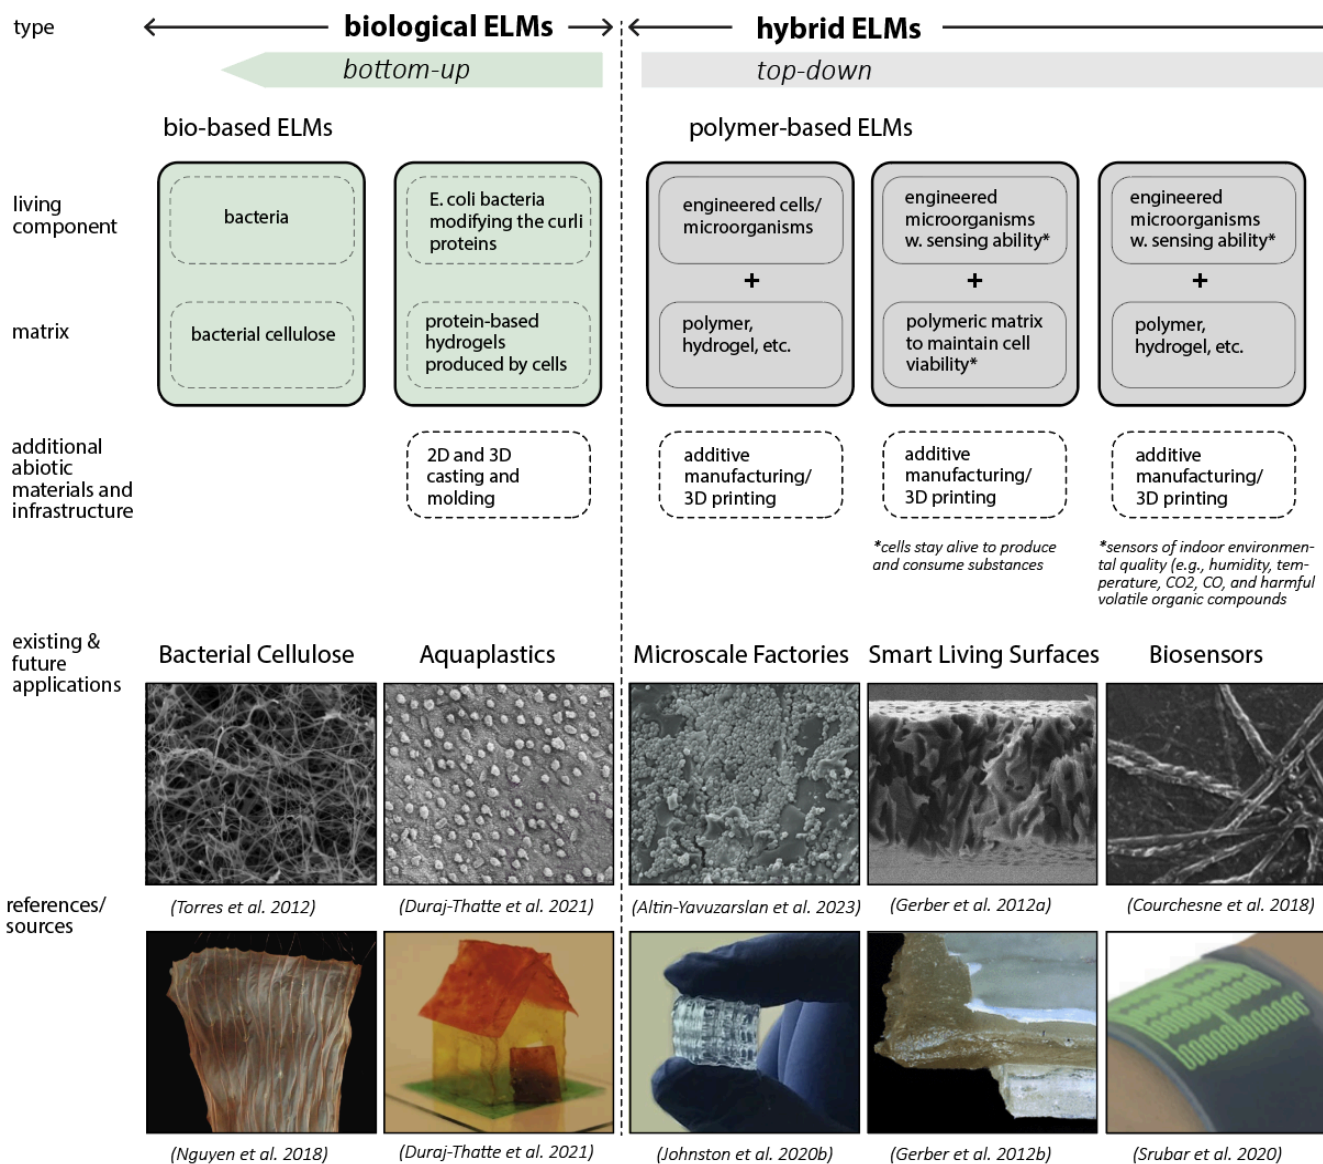 type
biological ELMs
hybrid ELMs
bottom-up
top-down
bio-based ELMs
polymer-based ELMs
living
component
bacteria
E. coli bacteria
modifying the curli
proteins
engineered cells/
microorganisms
engineered
microorganisms
w. sensing ability*
engineered
microorganisms
w. sensing ability*
+
+
+
matrix
bacterial cellulose
protein-based
hydrogels
produced by cells
polymer,
hydrogel, etc.
polymeric matrix
to maintain cell
viability*
polymer,
hydrogel, etc.
additional
abiotic
materials and
infrastructure
2D and 3D
casting and
molding
additive
manufacturing/
3D printing
additive
manufacturing/
3D printing
additive
manufacturing/
3D printing
*cells stay alive to produce
and consume substances
*sensors of indoor environmen-
tal quality (e.g., humidity, tem-
perature, CO2, CO, and harmful
volatile organic compounds
existing &
future
applications
Bacterial Cellulose
Aquaplastics
Microscale Factories
Smart Living Surfaces
Biosensors
references/
sources
(Torres et al. 2012)
(Duraj-Thatte et al. 2021)
(Altin-Yavuzarslan et al. 2023)
(Gerber et al. 2012a)
(Courchesne et al. 2018)
(Nguyen et al. 2018)
(Duraj-Thatte et al. 2021)
(Johnston et al. 2020b)
(Gerber et al. 2012b)
(Srubar et al. 2020)